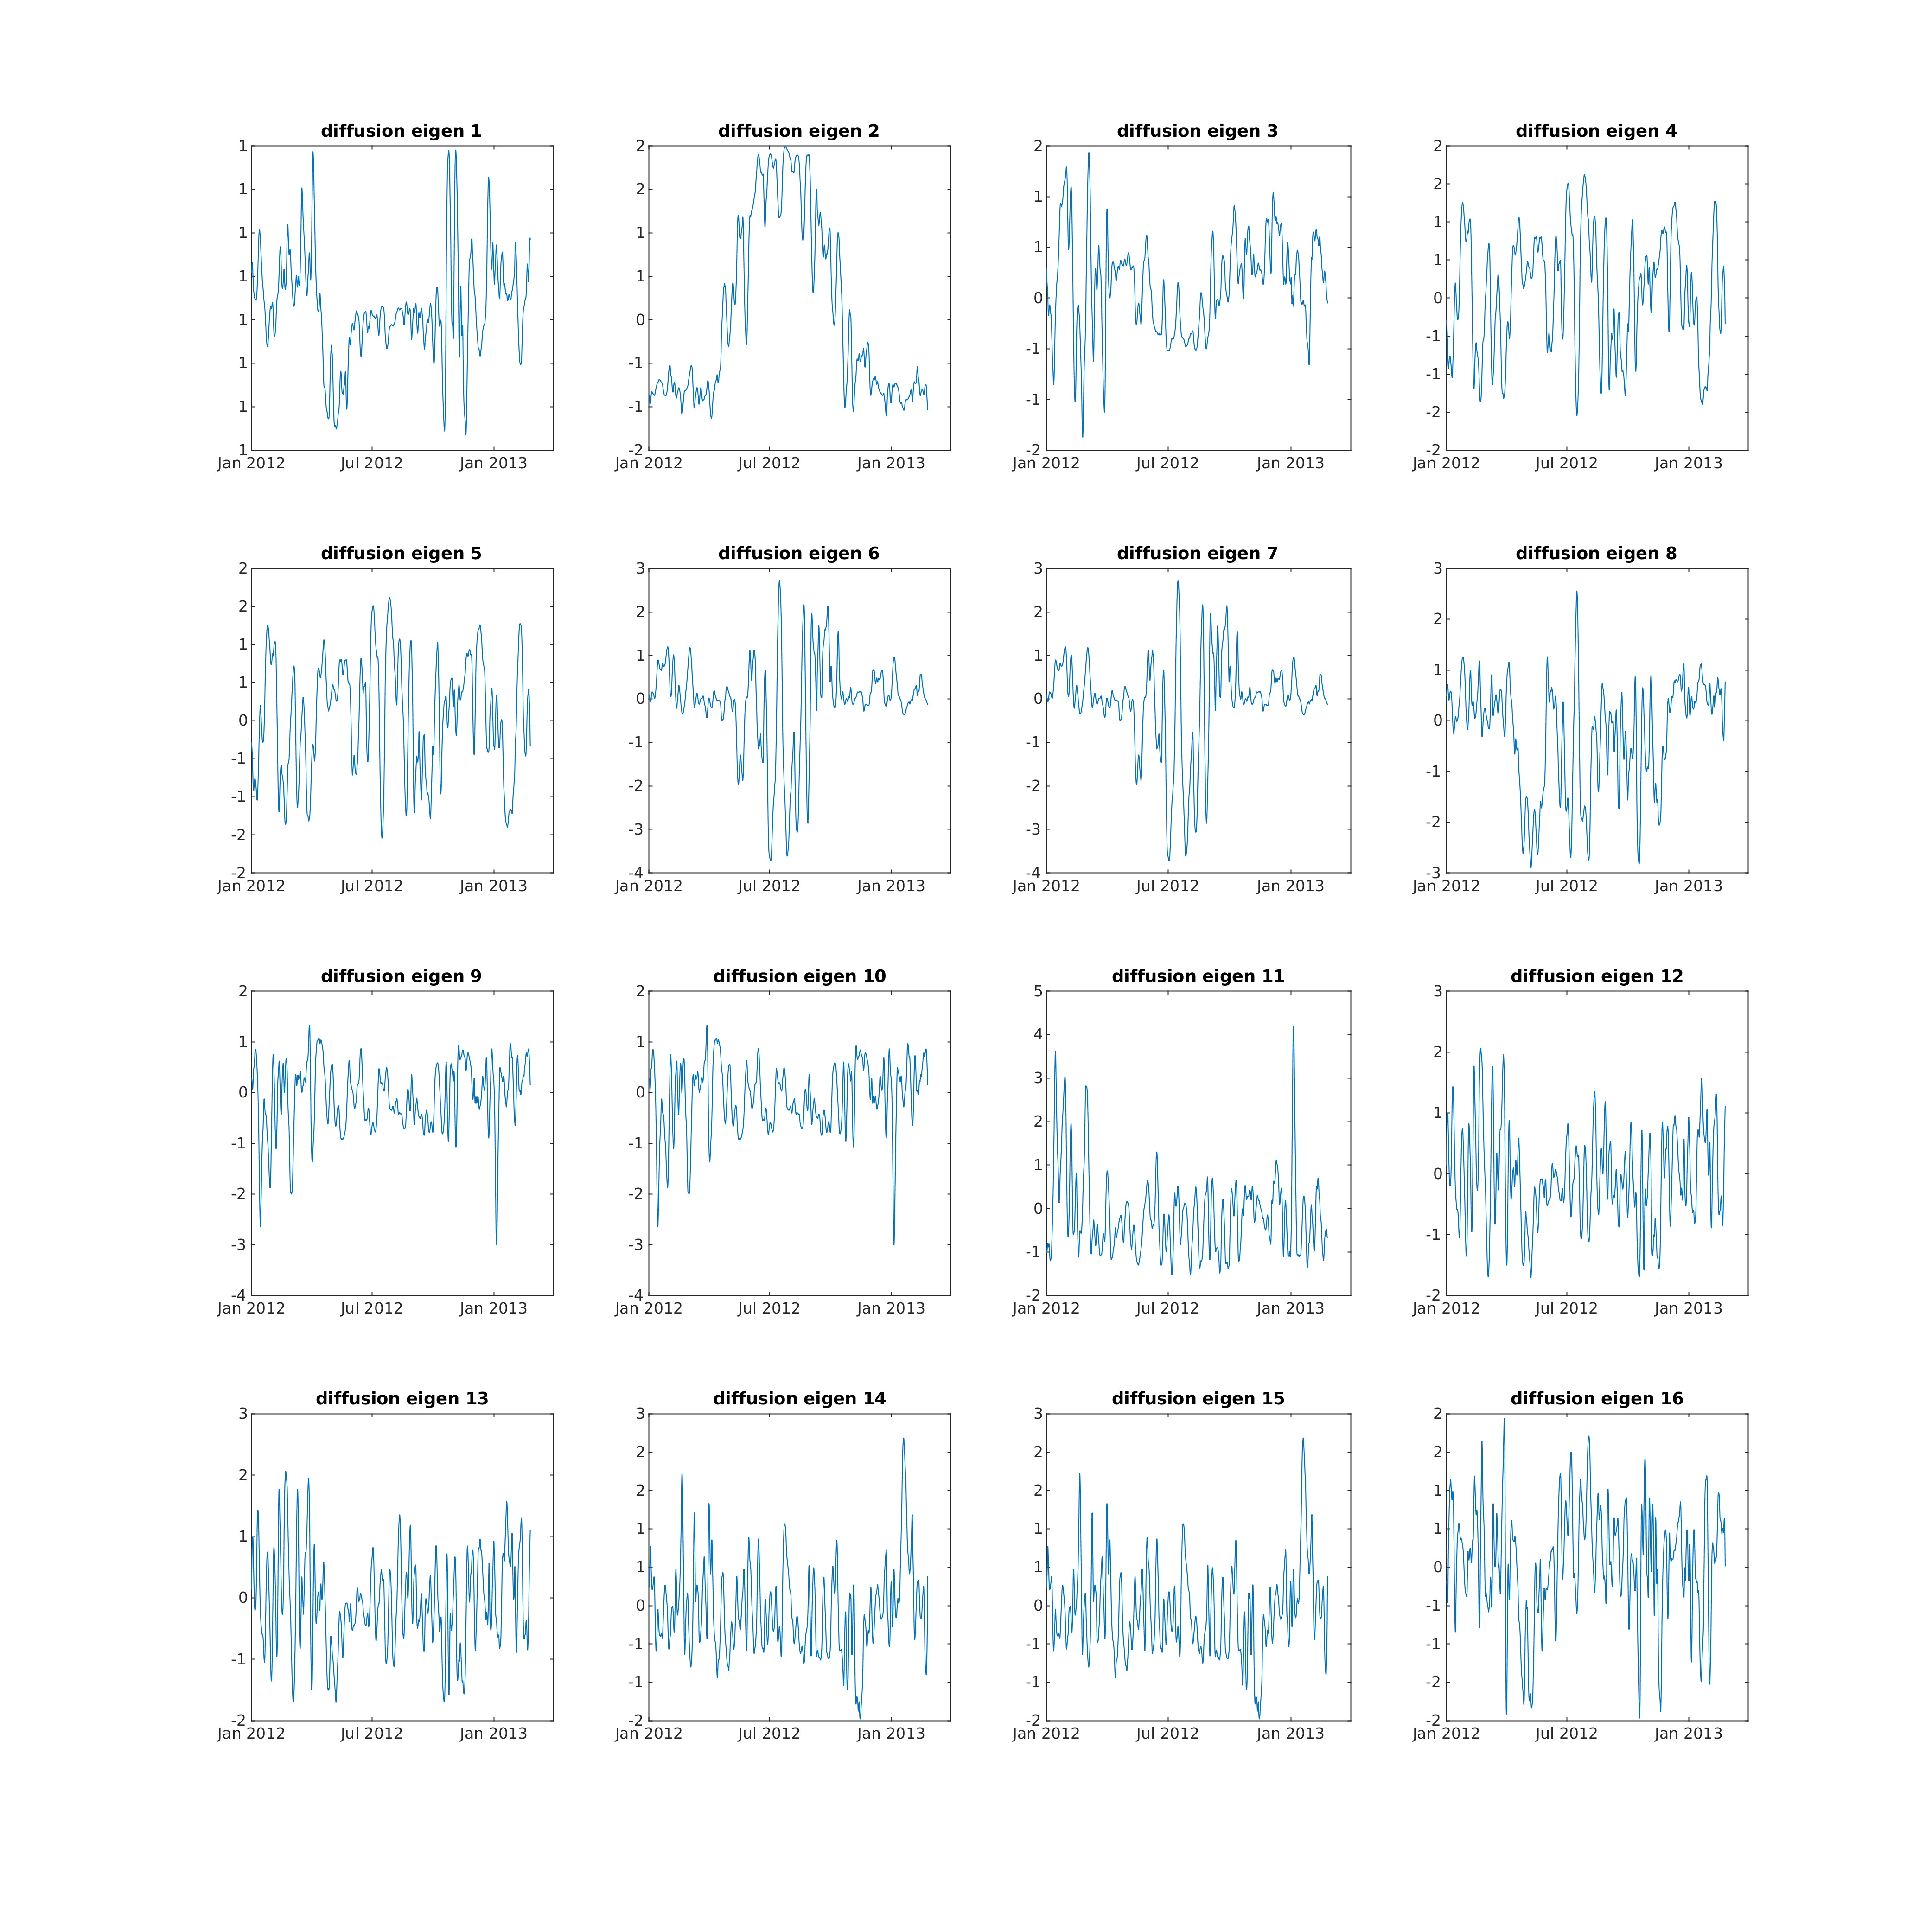 diffusion eigen 1 diffusion eigen 2 diffusion eigen 3 diffusion eigen 4
1 2 2 2
1 2 1 2
1 1 1 1
1 1 0 1
1 0 -1 0
1 -1 -1 -1
1 -1 -2 -1
1 -2 -2
-2
Jan 2012 Jul 2012 Jan 2013 Jan 2012 Jul 2012 Jan 2013 Jan 2012 Jul 2012 Jan 2013 Jan 2012 Jul 2012 Jan 2013
diffusion eigen 5 diffusion eigen 6 diffusion eigen 7 diffusion eigen 8
2 3 3 3
2 2 2 2
1 1 1 1
1 0 0 0
0 -1 -1 -1
-1 -2 -2 -2
-1 -3 -3 -3
-2 -4 -4
-2
Jan 2012 Jul 2012 Jan 2013 Jan 2012 Jul 2012 Jan 2013 Jan 2012 Jul 2012 Jan 2013 Jan 2012 Jul 2012 Jan 2013
diffusion eigen 9 diffusion eigen 10 diffusion eigen 11 diffusion eigen 12
2 2 5 3
1 1 4 2
0 0 3 1
-1 -1 2 0
-2 -2 1 -1
-3 -3 0 -2
-4 -4 -1
-2
Jan 2012 Jul 2012 Jan 2013 Jan 2012 Jul 2012 Jan 2013 Jan 2012 Jul 2012 Jan 2013 Jan 2012 Jul 2012 Jan 2013
diffusion eigen 13 diffusion eigen 14 diffusion eigen 15 diffusion eigen 16
3 3 3 2
2 2 2 2
1 2 2 1
0 1 1 1
-1 1 1 0
-2 0 0 -1
-1 -1 -1
-1 -1 -2
-2 -2 -2
Jan 2012 Jul 2012 Jan 2013 Jan 2012 Jul 2012 Jan 2013 Jan 2012 Jul 2012 Jan 2013 Jan 2012 Jul 2012 Jan 2013